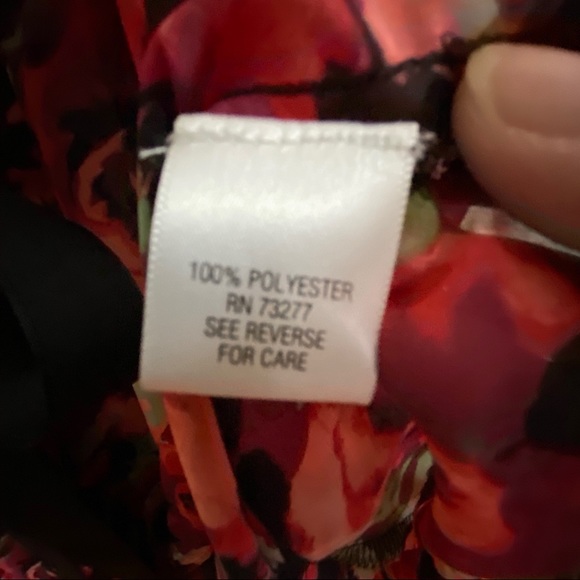 100% POLYESTER
RN 73277
SEE REVERSE
FOR CARE